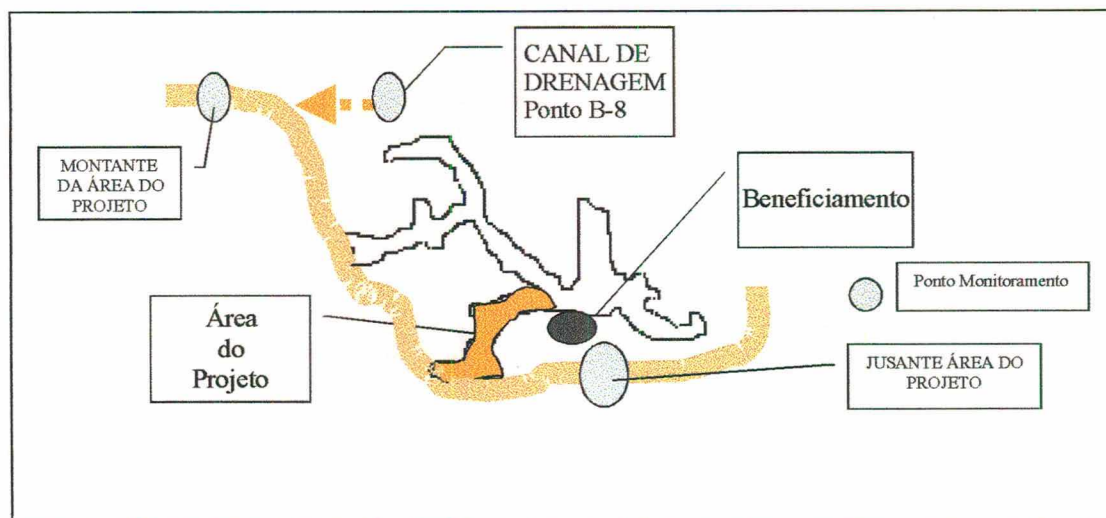 CANAL DE
DRENAGEM
Ponto B-8
MONTANTE
DA ÁREA DO
PROJETO
Beneficiamento
Ponto Monitoramento
Área
do
Projeto
JUSANTE ÁREA DO
PROJETO